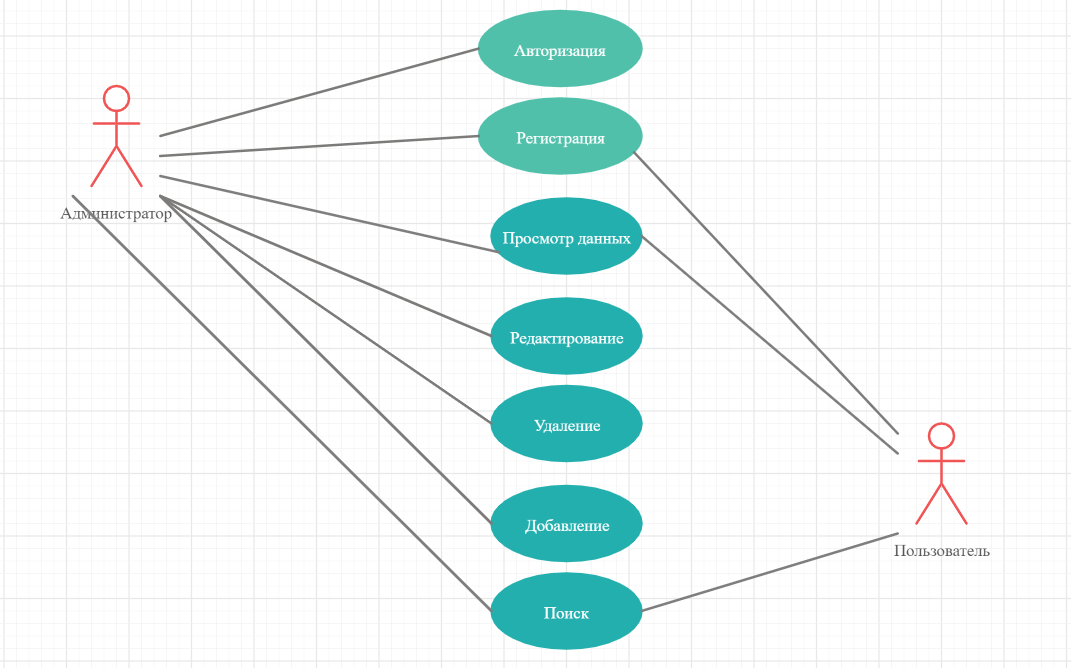 Авторизация
Регистрация
Администратор
Просмотр данных
Редактирование
Удаление
Добавление
Пользователь
Поиск